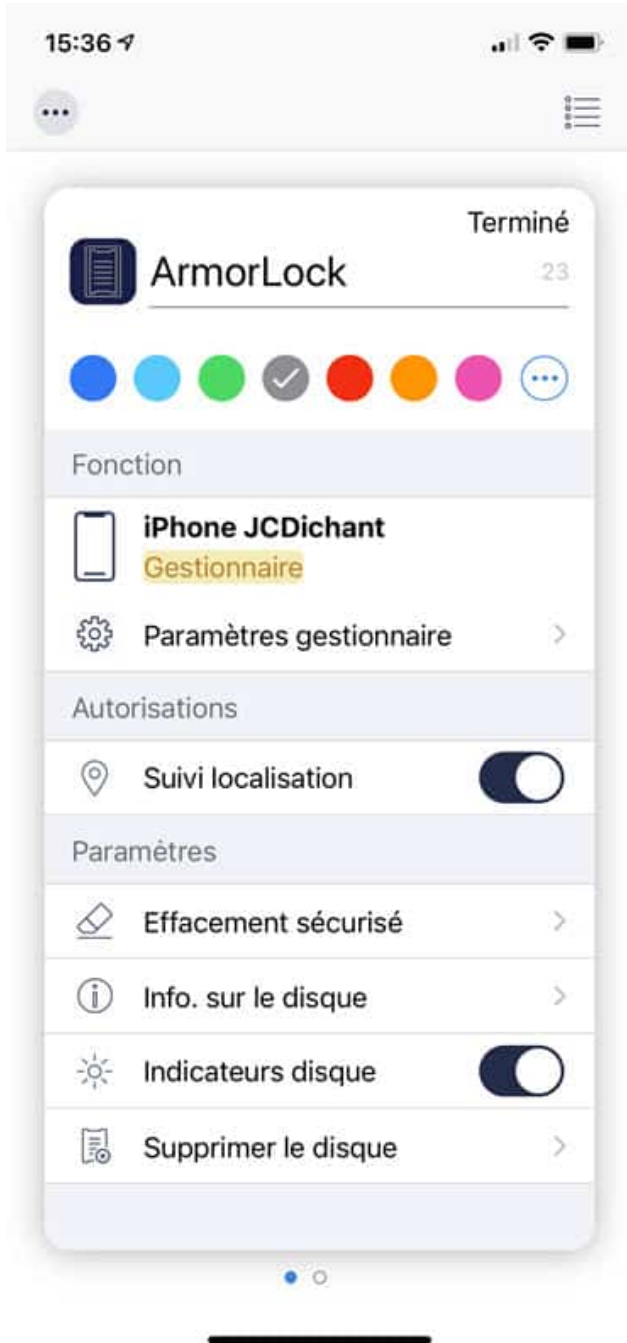 15:36
Terminé
ArmorLock
23
Fonction
iPhone JCDichant
Gestionnaire
Paramètres gestionnaire
Autorisations
Suivi localisation
Paramètres
Effacement sécurisé
Info. sur le disque
Indicateurs disque
Supprimer le disque